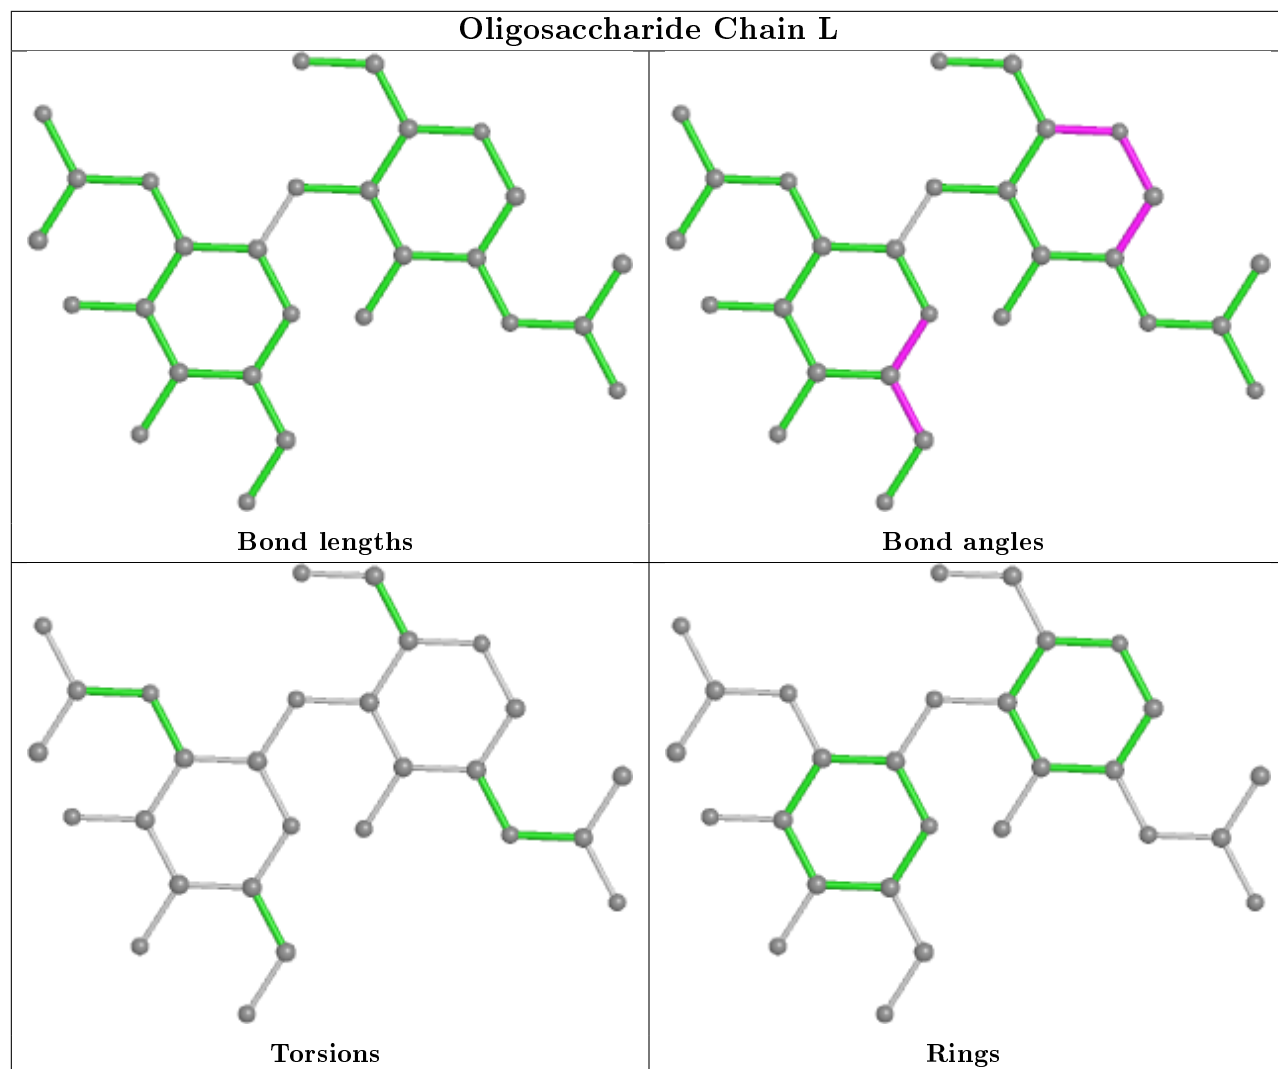 Oligosaccharide Chain L
Bond lengths
Bond angles
Torsions
Rings